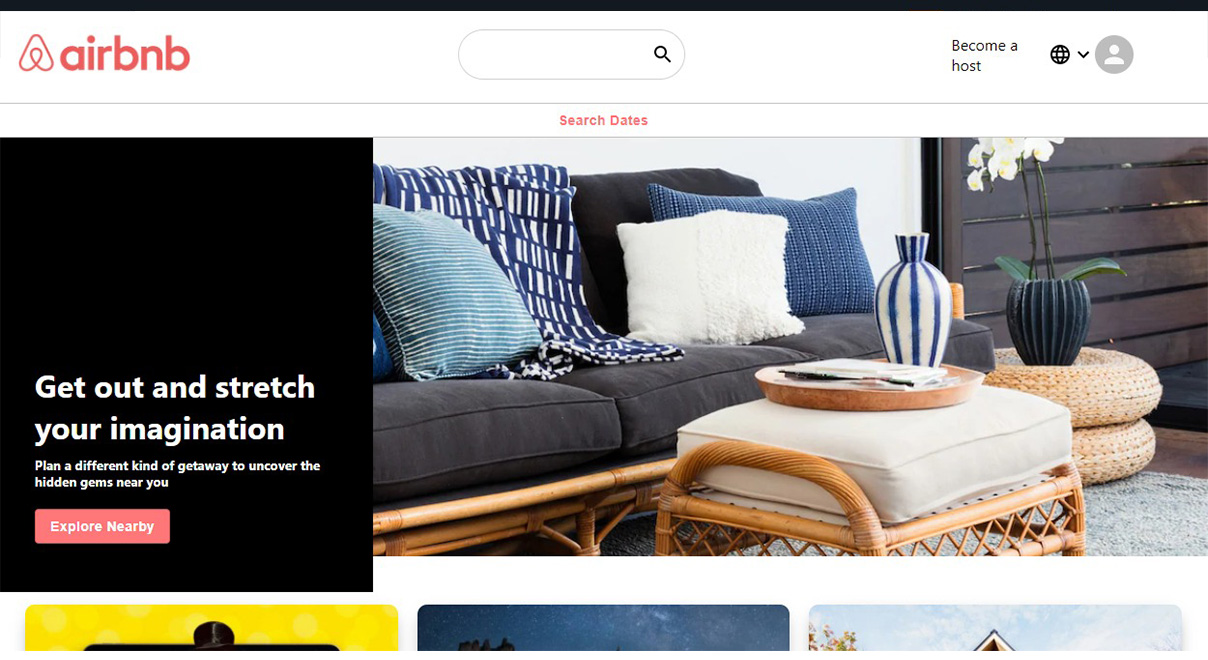 airbnb
Become a
host
Search Dates
Get out and stretch
your imagination
Plan a different kind of getaway to uncover the
hidden gems near you
Explore Nearby